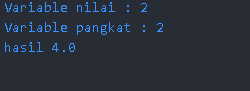 Variable nilai : 2
Variable pangkat : 2
hasil 4.0